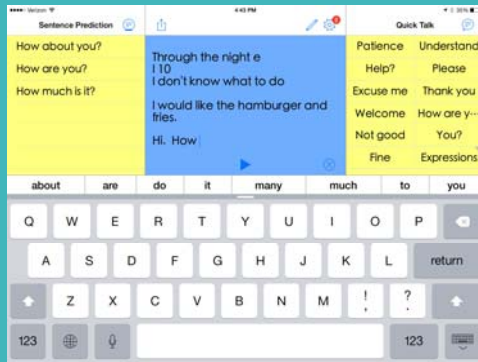 Verizon 4:43 PM 35%
Sentence Prediction
Quick Talk
How about you?
How are you?
How much is it?
Through the night e
I 10
I don't know what to do
I would like the hamburger and
fries.
Hi. How
Patience Understand
Help? Please
Excuse me Thank you
Welcome How are y...
Not good You?
Fine Expressions
about are do it many much to you
Q W E R T Y U I O P
A S D F G H J K L return
Z X C V B N M ! , ? .
123 123